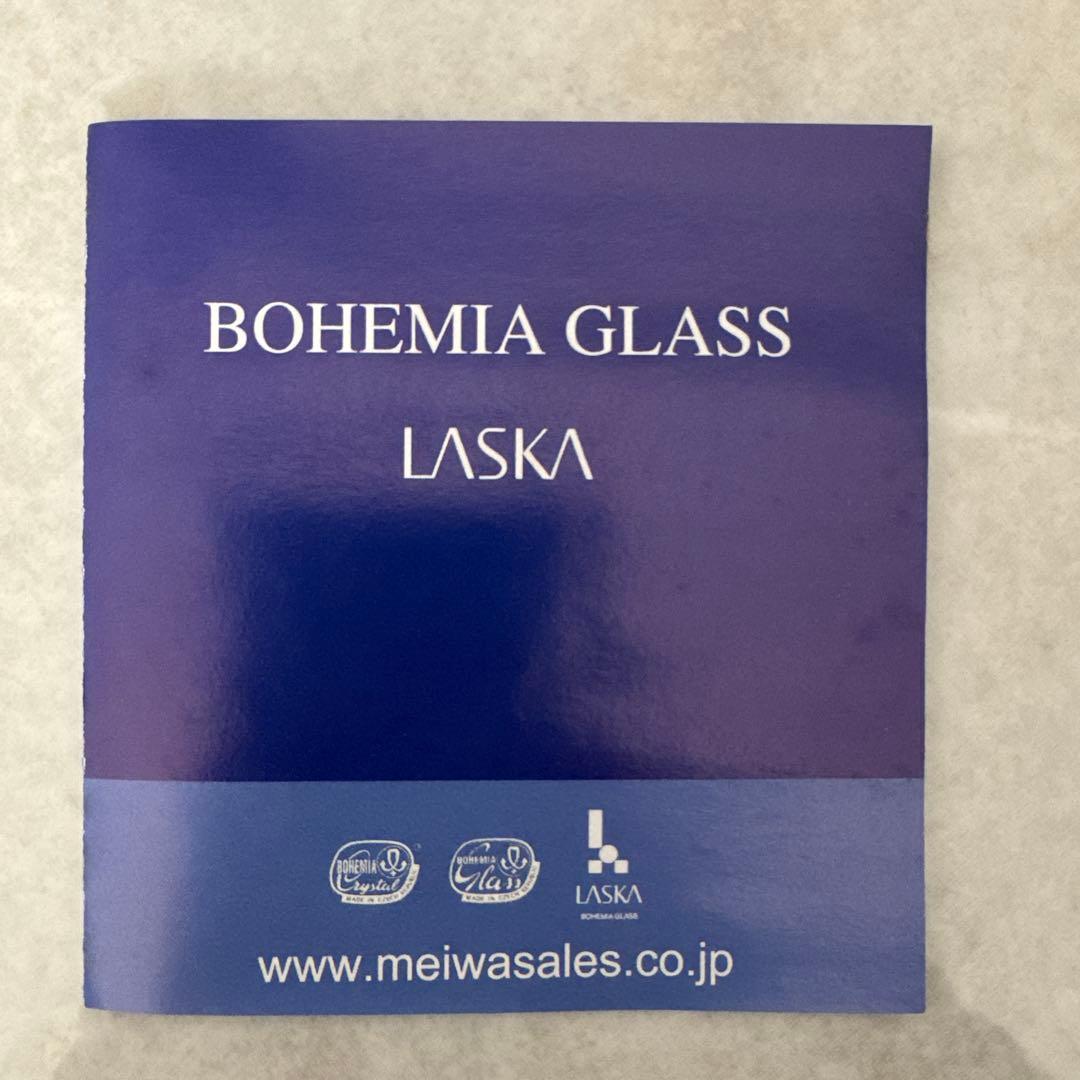 BOHEMIA GLASS
LASKA
BOHEMIA
Crystal
MADE IN CZECH REPUBLIC
BOHEMIA
Glass
MADE IN CZECH REPUBLIC
LASKA
BOHEMIA GLASS
www.meiwasales.co.jp